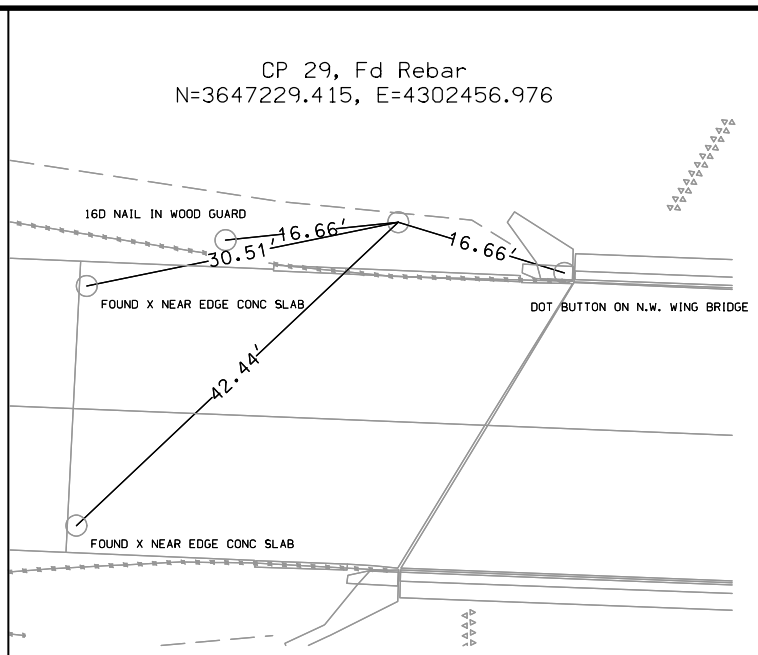 CP 29, Fd Rebar
N=3647229.415, E=4302456.976
16D NAIL IN WOOD GUARD
16.66'
30.51'
16.66'
FOUND X NEAR EDGE CONC SLAB
DOT BUTTON ON N.W. WING BRIDGE
42.44'
FOUND X NEAR EDGE CONC SLAB